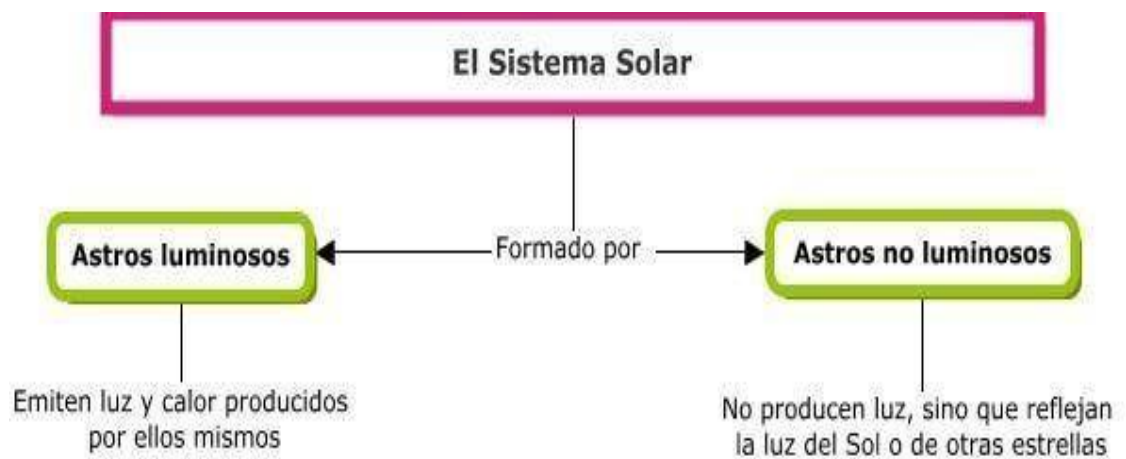 El Sistema Solar
Formado por
Astros luminosos
Astros no luminosos
Emiten luz y calor producidos
por ellos mismos
No producen luz, sino que reflejan
la luz del Sol o de otras estrellas